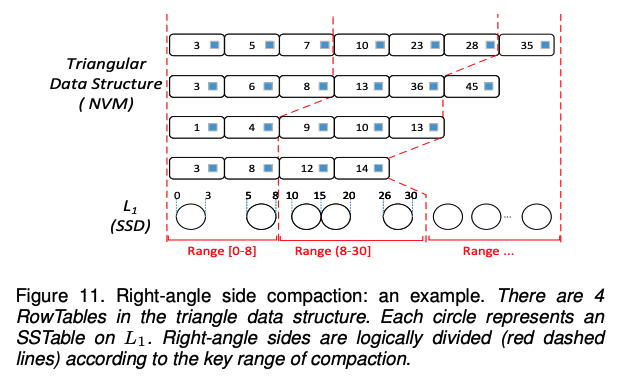 3 5 7 10 23 28 35
Triangular
Data Structure
( NVM)
3 6 8 13 36 45
1 4 9 10 13
3 8 12 14
0 3 5 8 10 15 20 26 30
L1
(SSD)
...
Range [0-8] Range (8-30] Range ...
Figure 11. Right-angle side compaction: an example. There are 4
RowTables in the triangle data structure. Each circle represents an
SSTable on L1. Right-angle sides are logically divided (red dashed
lines) according to the key range of compaction.